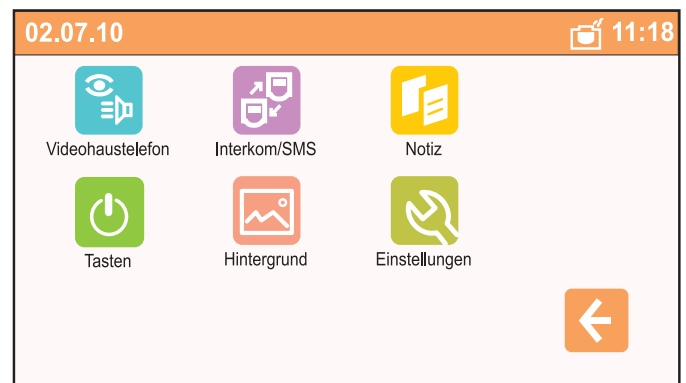 02.07.10 11:18
Videohaustelefon Interkom/SMS Notiz
Tasten Hintergrund Einstellungen